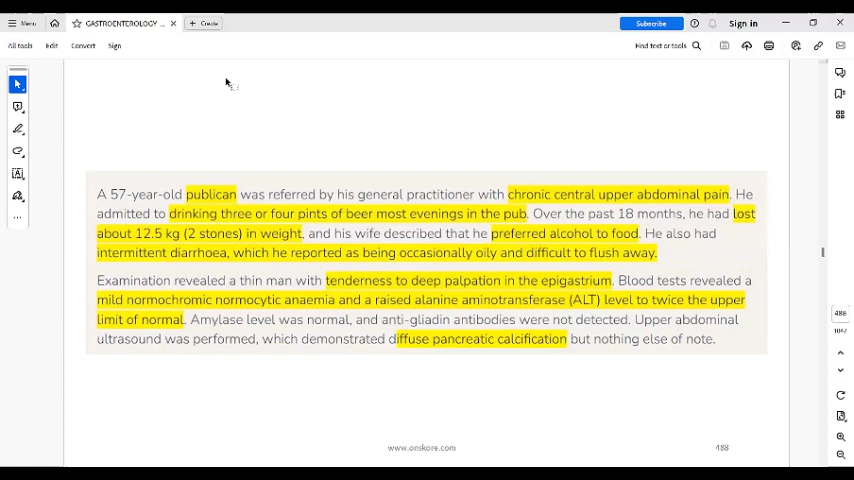 Menu
GASTROENTEROLOGY ...
Create
Subscribe
Sign in
All tools
Edit
Convert
Sign
Find text or tools
A 57-year-old publican was referred by his general practitioner with chronic central upper abdominal pain. He
admitted to drinking three or four pints of beer most evenings in the pub. Over the past 18 months, he had lost
about 12.5 kg (2 stones) in weight, and his wife described that he preferred alcohol to food. He also had
intermittent diarrhoea, which he reported as being occasionally oily and difficult to flush away.
Examination revealed a thin man with tenderness to deep palpation in the epigastrium. Blood tests revealed a
mild normochromic normocytic anaemia and a raised alanine aminotransferase (ALT) level to twice the upper
limit of normal. Amylase level was normal, and anti-gliadin antibodies were not detected. Upper abdominal
ultrasound was performed, which demonstrated diffuse pancreatic calcification but nothing else of note.
488
www.onskore.com
488